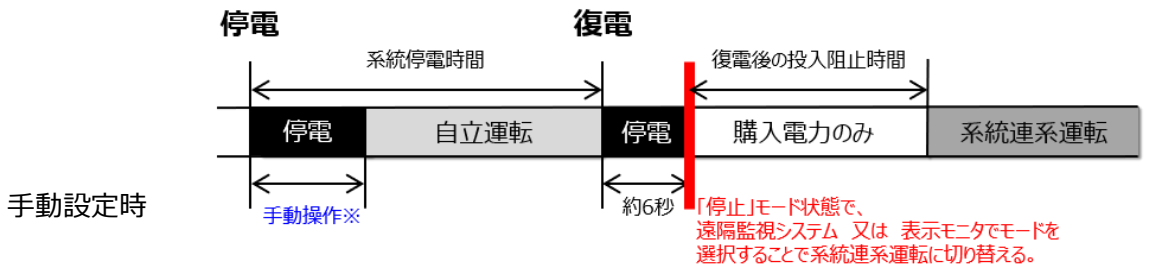 停電
復電
系統停電時間
復電後の投入阻止時間
停電
自立運転
停電
購入電力のみ
系統連系運転
手動設定時
手動操作※
約6秒
「停止」モード状態で、
遠隔監視システム 又は 表示モニタでモードを
選択することで系統連系運転に切り替える。